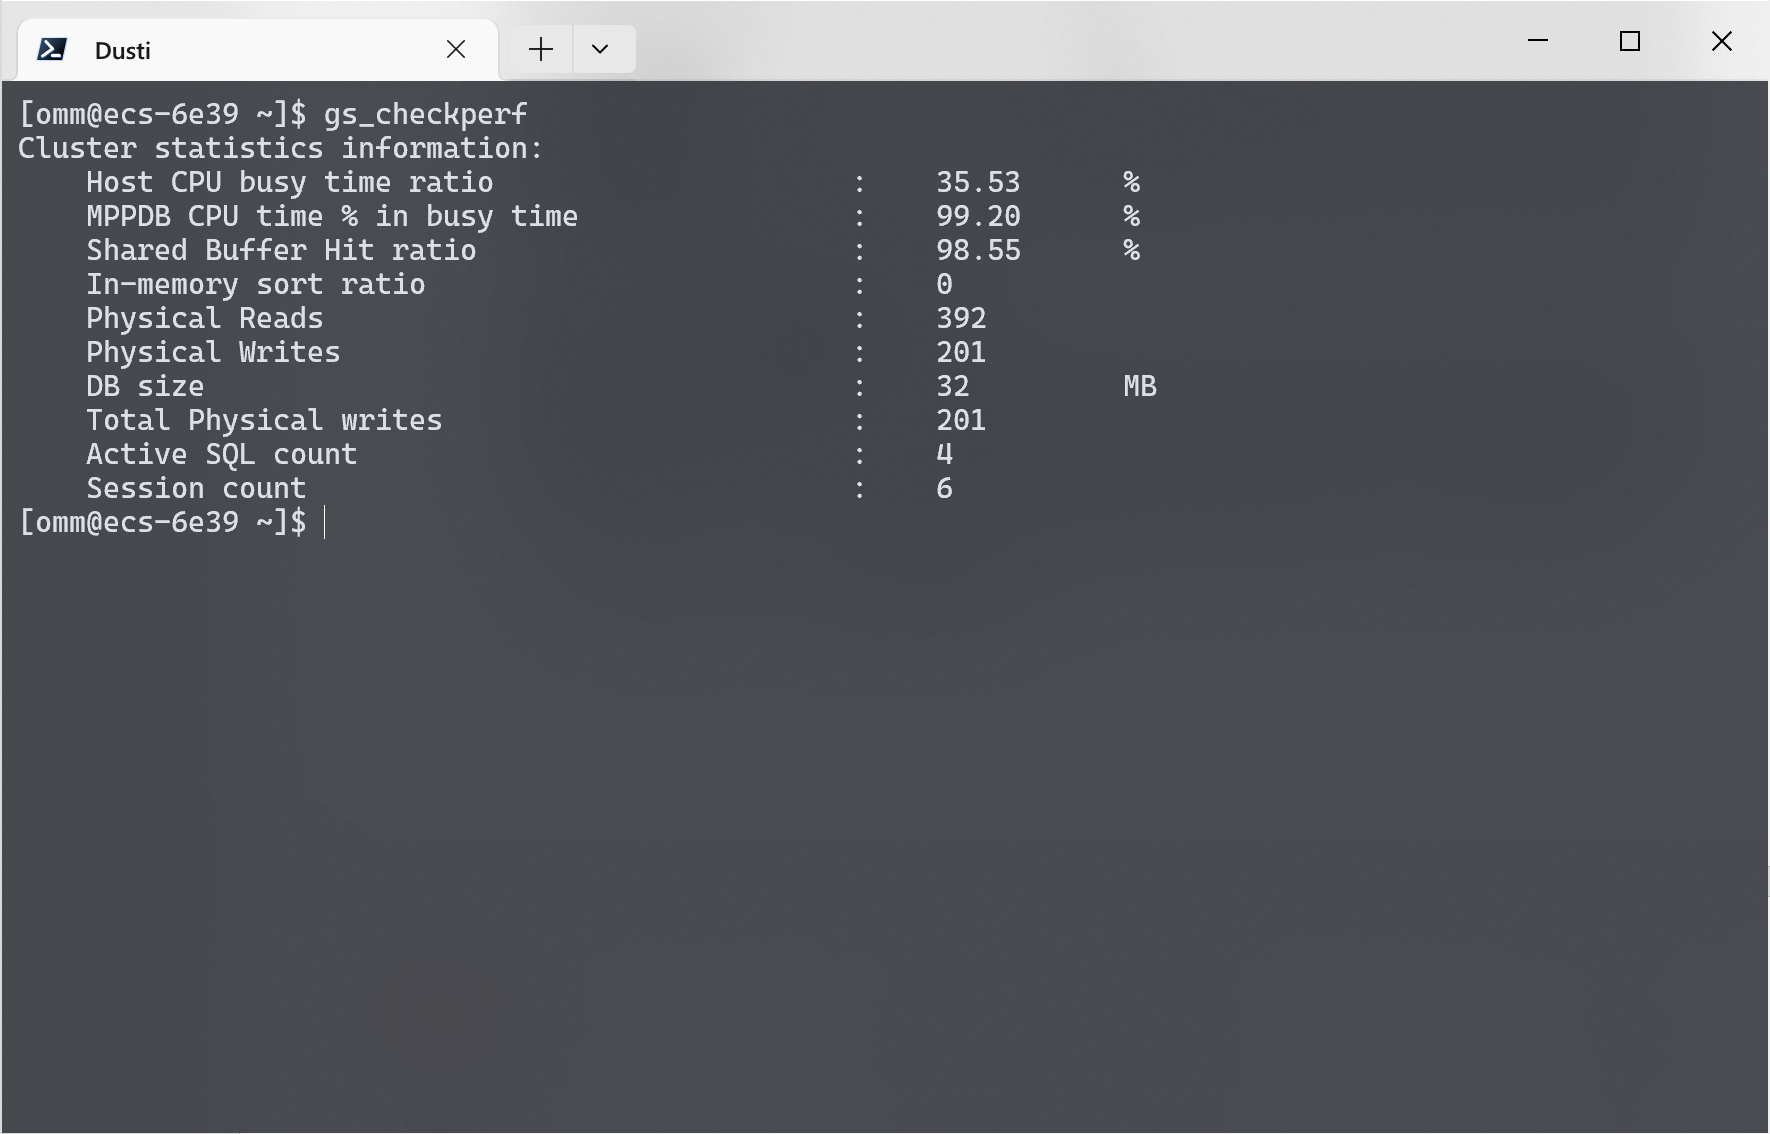 Dusti
[omm@ecs-6e39 ~]$ gs_checkperf
Cluster statistics information:
    Host CPU busy time ratio                     :    35.53      %
    MPPDB CPU time % in busy time                :    99.20      %
    Shared Buffer Hit ratio                      :    98.55      %
    In-memory sort ratio                         :    0
    Physical Reads                               :    392
    Physical Writes                              :    201
    DB size                                      :    32         MB
    Total Physical writes                        :    201
    Active SQL count                             :    4
    Session count                                :    6
[omm@ecs-6e39 ~]$